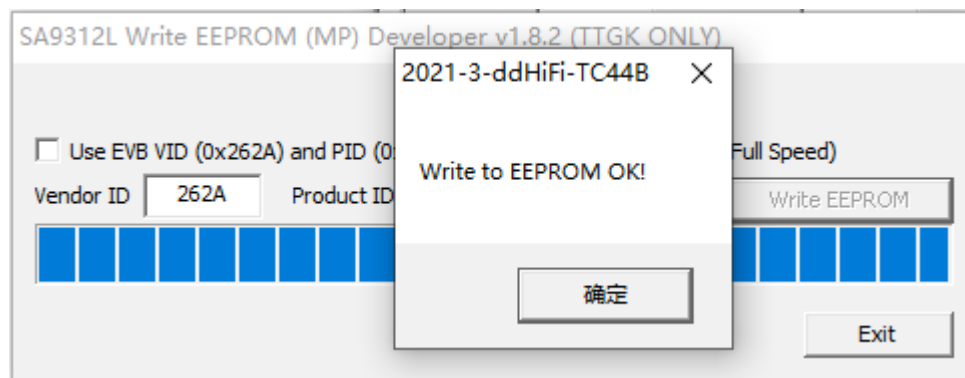 SA9312L Write EEPROM (MP) Developer v1.8.2 (TTGK ONLY)
2021-3-ddHiFi-TC44B
Use EVB VID (0x262A) and PID (0
Full Speed)
Write to EEPROM OK!
Vendor ID 262A Product ID
Write EEPROM
确定
Exit